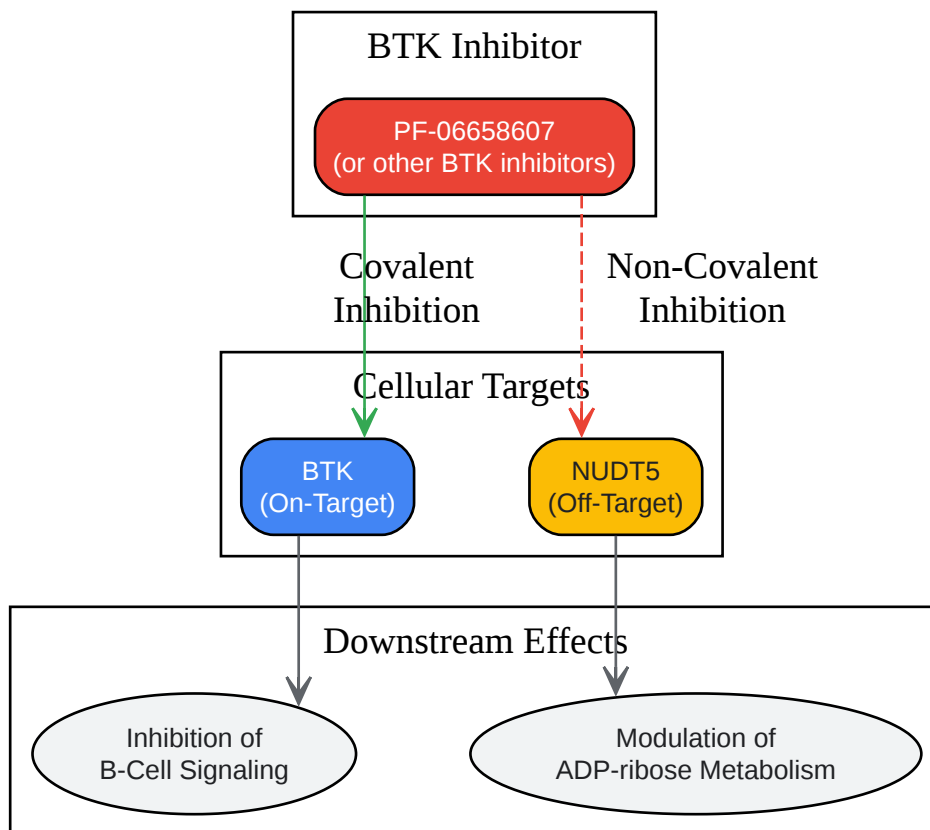 BTK Inhibitor
PF-06658607
(or other BTK inhibitors)
Covalent
Inhibition
Non-Covalent
Inhibition
Cellular Targets
BTK
(On-Target)
NUDT5
(Off-Target)
Downstream Effects
Inhibition of
B-Cell Signaling
Modulation of
ADP-ribose Metabolism